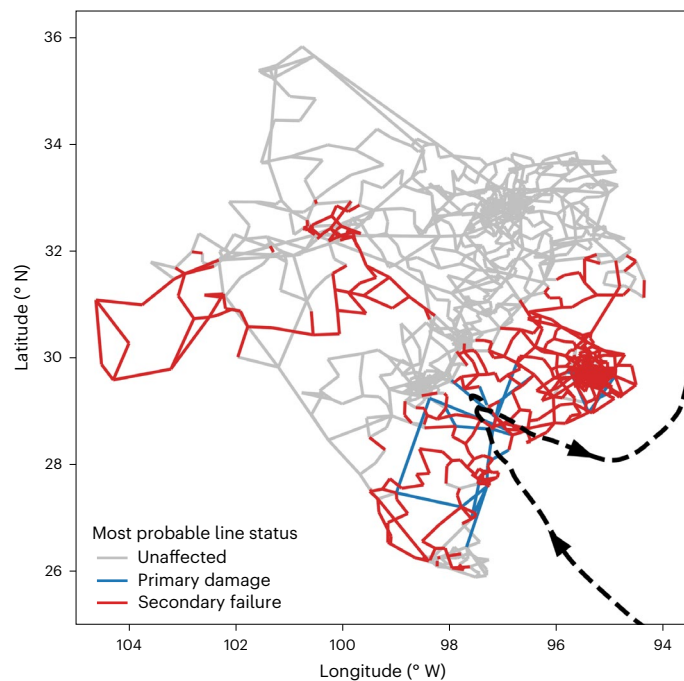 36
34
32
30
28
26
Latitude (° N)
Most probable line status
Unaffected
Primary damage
Secondary failure
104 102 100 98 96 94
Longitude (° W)